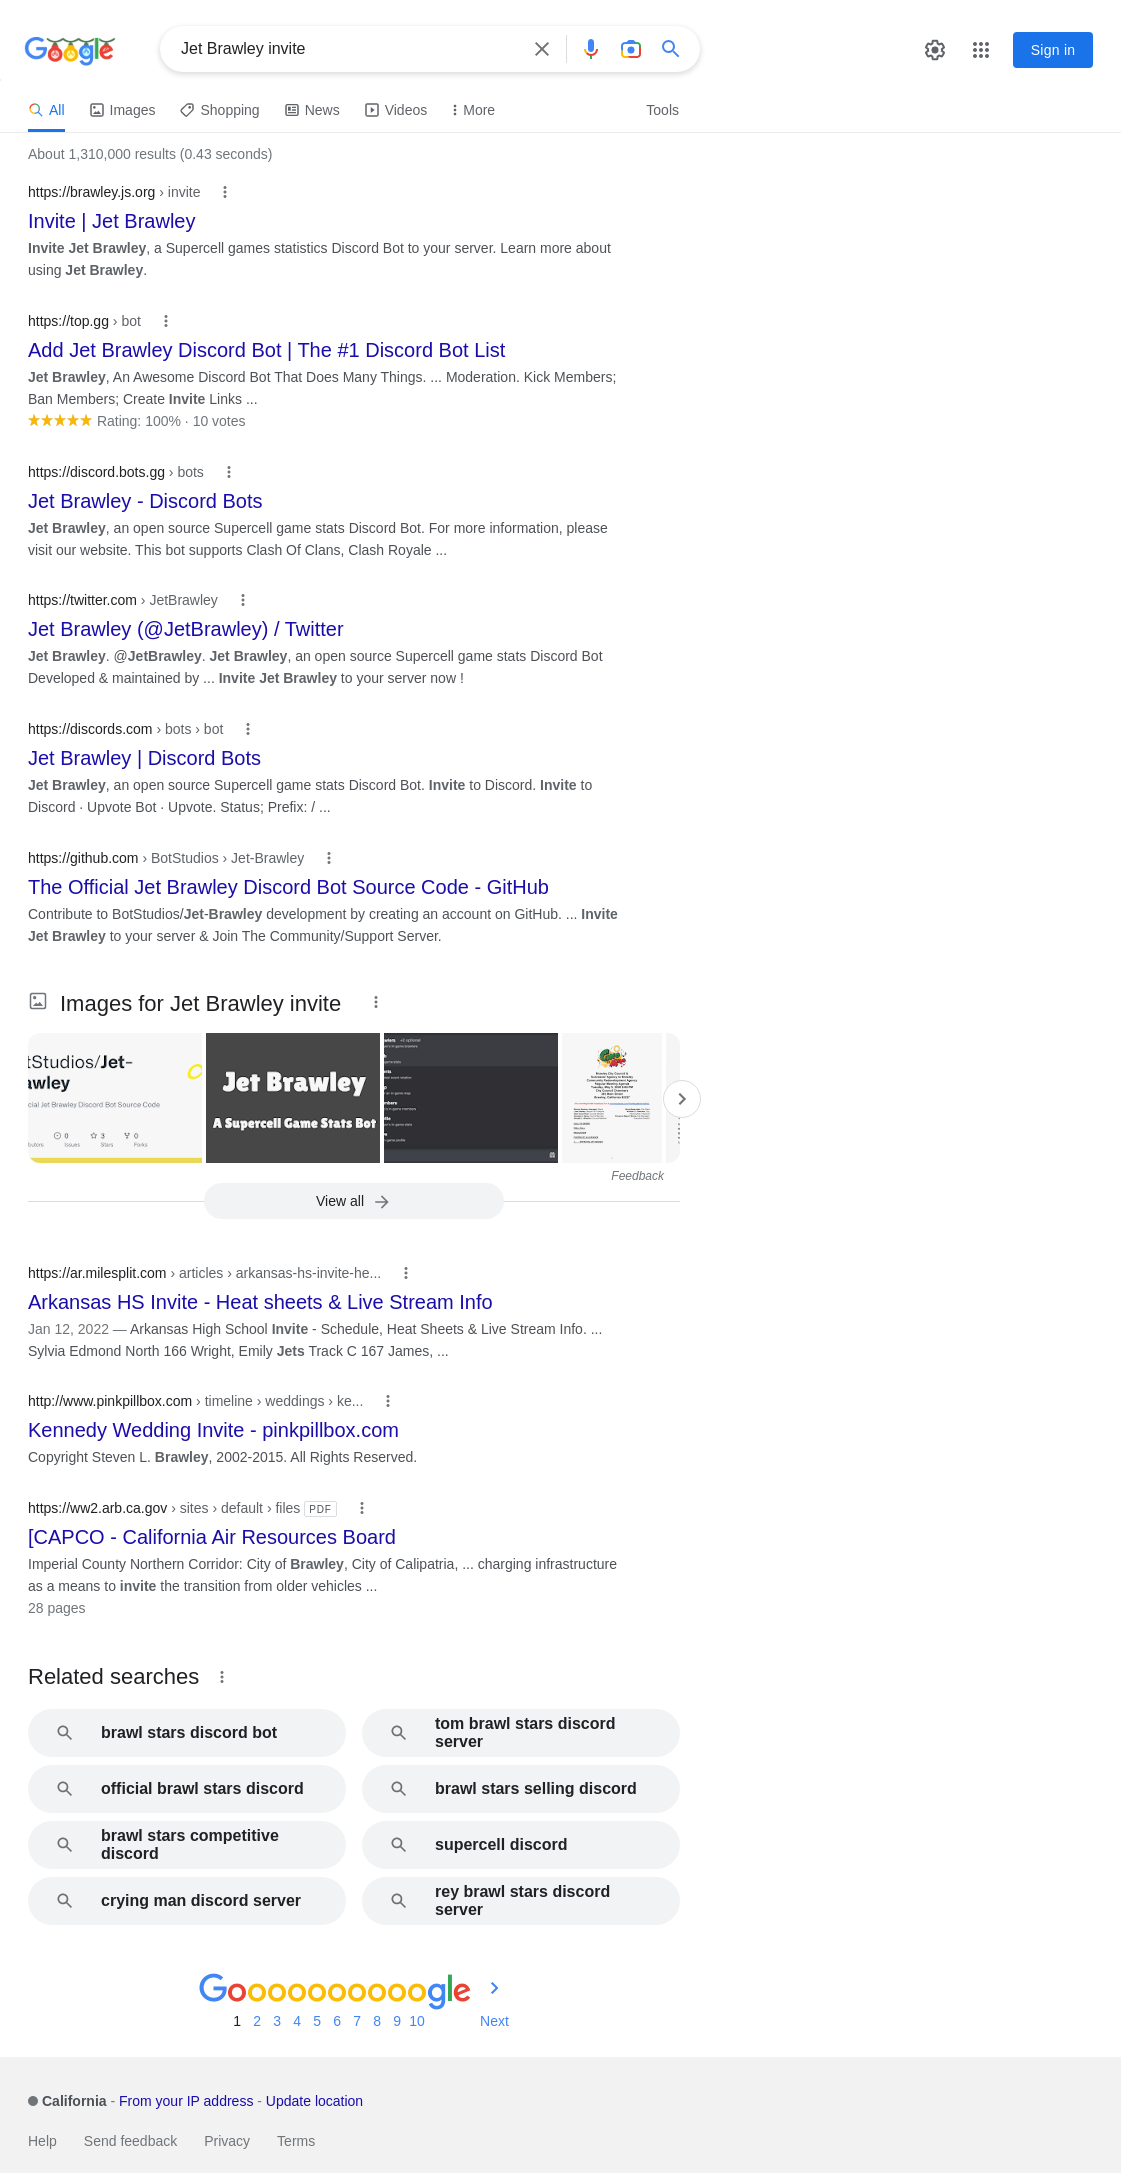 Google
Jet Brawley invite
Sign in
All Images Shopping News Videos More Tools
About 1,310,000 results (0.43 seconds)
https://brawley.js.org › invite
Invite | Jet Brawley
Invite Jet Brawley, a Supercell games statistics Discord Bot to your server. Learn more about
using Jet Brawley.
https://top.gg › bot
Add Jet Brawley Discord Bot | The #1 Discord Bot List
Jet Brawley, An Awesome Discord Bot That Does Many Things. ... Moderation. Kick Members;
Ban Members; Create Invite Links ...
Rating: 100% · 10 votes
https://discord.bots.gg › bots
Jet Brawley - Discord Bots
Jet Brawley, an open source Supercell game stats Discord Bot. For more information, please
visit our website. This bot supports Clash Of Clans, Clash Royale ...
https://twitter.com › JetBrawley
Jet Brawley (@JetBrawley) / Twitter
Jet Brawley. @JetBrawley. Jet Brawley, an open source Supercell game stats Discord Bot
Developed & maintained by ... Invite Jet Brawley to your server now !
https://discords.com › bots › bot
Jet Brawley | Discord Bots
Jet Brawley, an open source Supercell game stats Discord Bot. Invite to Discord. Invite to
Discord · Upvote Bot · Upvote. Status; Prefix: / ...
https://github.com › BotStudios › Jet-Brawley
The Official Jet Brawley Discord Bot Source Code - GitHub
Contribute to BotStudios/Jet-Brawley development by creating an account on GitHub. ... Invite
Jet Brawley to your server & Join The Community/Support Server.
Images for Jet Brawley invite
tStudios/Jet-
awley
cial Jet Brawley Discord Bot Source Code
0 3 0
butors Issues Stars Forks
Jet Brawley
A Supercell Game Stats Bot
Feedback
View all
https://ar.milesplit.com › articles › arkansas-hs-invite-he...
Arkansas HS Invite - Heat sheets & Live Stream Info
Jan 12, 2022 — Arkansas High School Invite - Schedule, Heat Sheets & Live Stream Info. ...
Sylvia Edmond North 166 Wright, Emily Jets Track C 167 James, ...
http://www.pinkpillbox.com › timeline › weddings › ke...
Kennedy Wedding Invite - pinkpillbox.com
Copyright Steven L. Brawley, 2002-2015. All Rights Reserved.
https://ww2.arb.ca.gov › sites › default › files PDF
[CAPCO - California Air Resources Board
Imperial County Northern Corridor: City of Brawley, City of Calipatria, ... charging infrastructure
as a means to invite the transition from older vehicles ...
28 pages
Related searches
brawl stars discord bot
tom brawl stars discord
server
official brawl stars discord
brawl stars selling discord
brawl stars competitive
discord
supercell discord
crying man discord server
rey brawl stars discord
server
Goooooooooogle
1 2 3 4 5 6 7 8 9 10 Next
California - From your IP address - Update location
Help Send feedback Privacy Terms